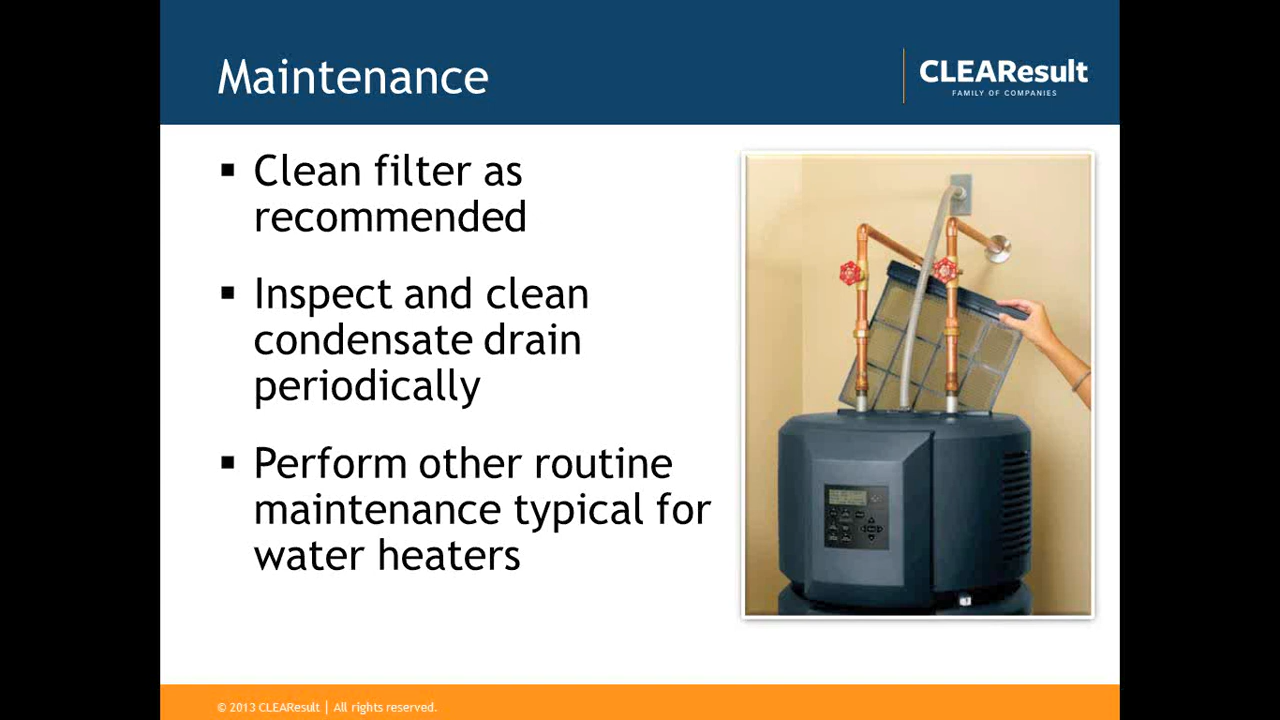 Maintenance
CLEAResult
FAMILY OF COMPANIES
▪ Clean filter as
recommended
▪ Inspect and clean
condensate drain
periodically
▪ Perform other routine
maintenance typical for
water heaters
© 2013 CLEAResult | All rights reserved.